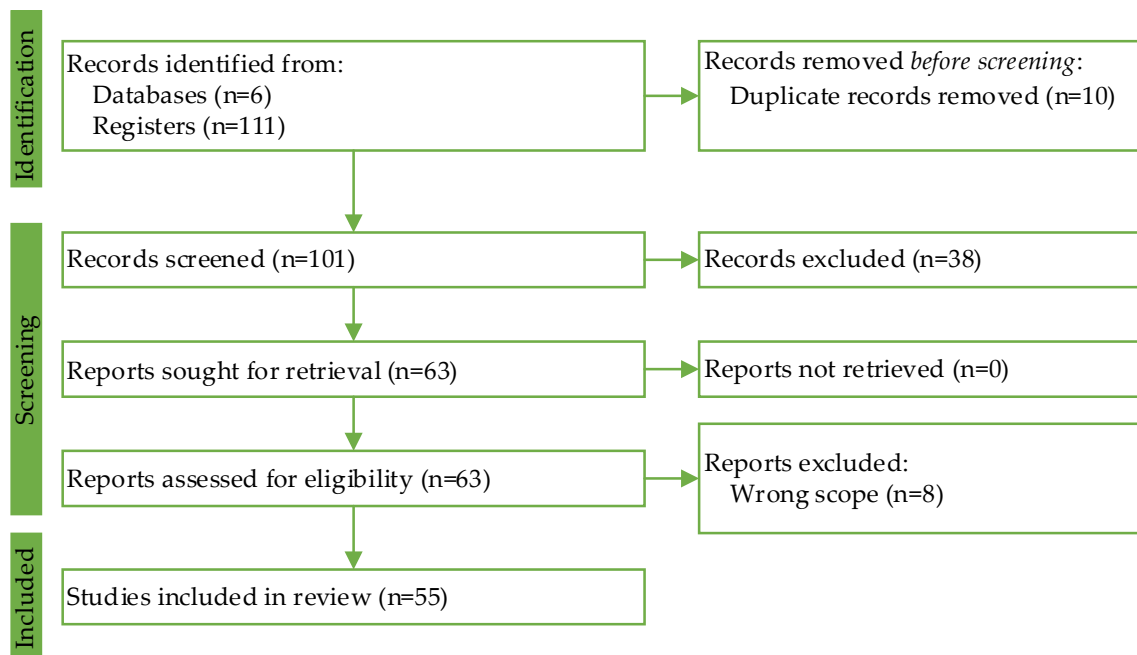 Identification
Records identified from:
Databases (n=6)
Registers (n=111)
Records removed before screening:
Duplicate records removed (n=10)
Screening
Records screened (n=101)
Records excluded (n=38)
Reports sought for retrieval (n=63)
Reports not retrieved (n=0)
Reports assessed for eligibility (n=63)
Reports excluded:
Wrong scope (n=8)
Included
Studies included in review (n=55)